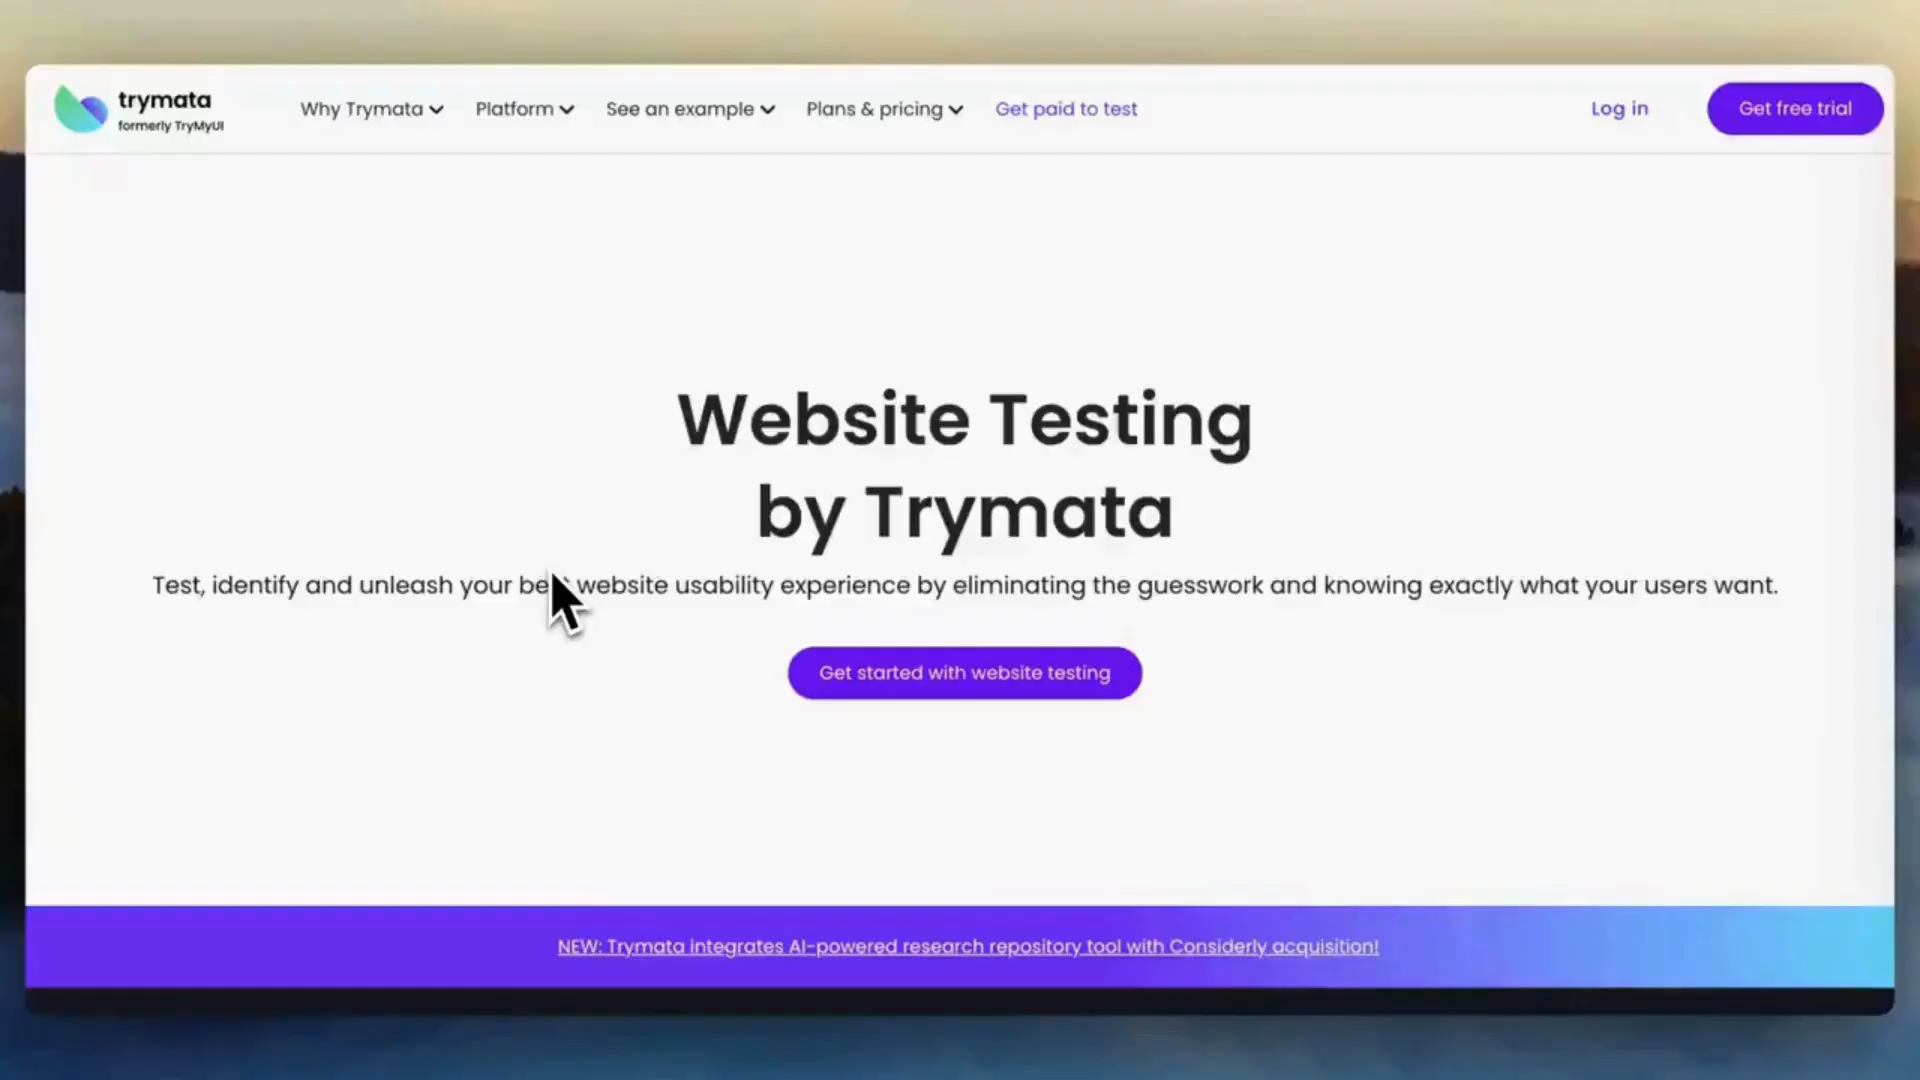 trymata
formerly TryMyUI
Why Trymata
Platform
See an example
Plans & pricing
Get paid to test
Log in
Get free trial
Website Testing
by Trymata
Test, identify and unleash your be website usability experience by eliminating the guesswork and knowing exactly what your users want.
Get started with website testing
NEW: Trymata integrates AI-powered research repository tool with Considerly acquisition!